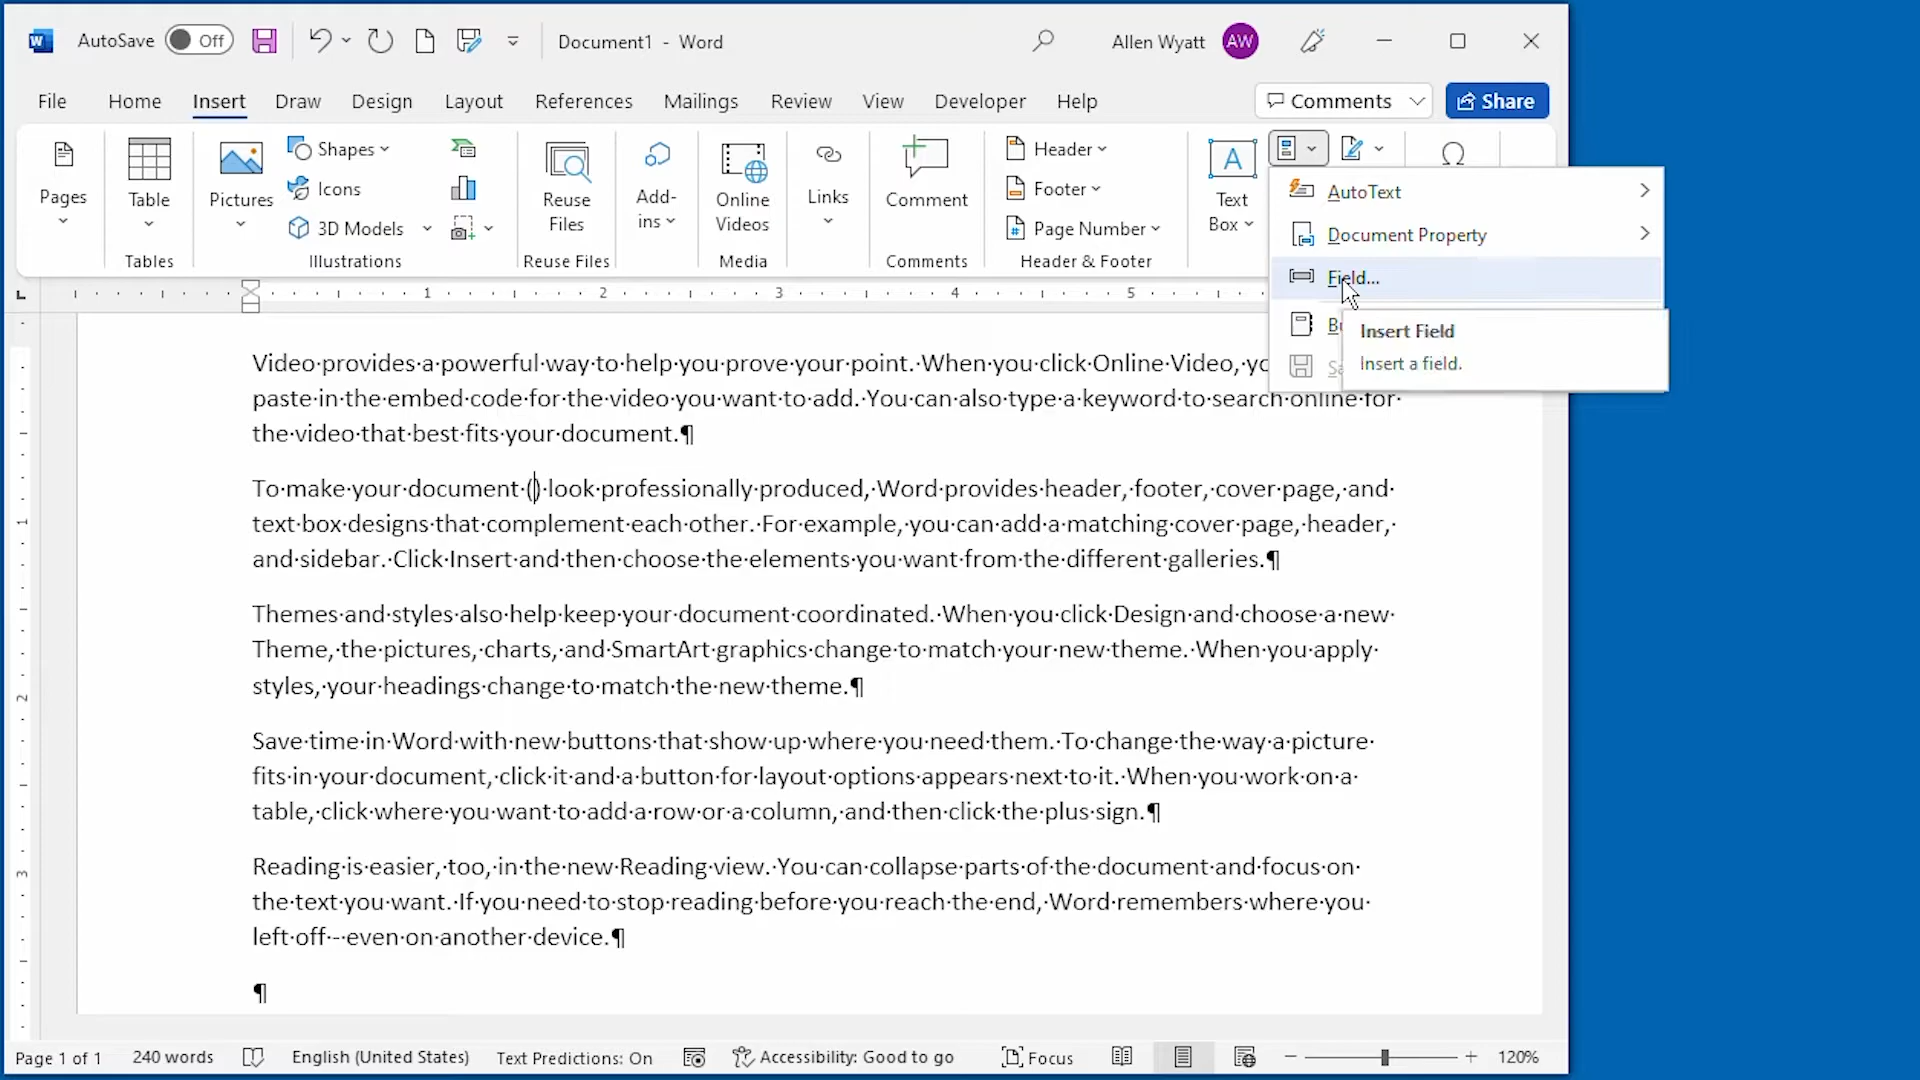 AutoSave Off Document1 - Word Allen Wyatt AW
File Home Insert Draw Design Layout References Mailings Review View Developer Help Comments Share
Pages
Table
Tables
Pictures
Shapes
Icons
3D Models
Illustrations
Reuse
Files
Reuse Files
Add-
ins
Online
Videos
Media
Links
Comment
Comments
Header
Footer
Page Number
Header & Footer
A
Text
Box
Ω
AutoText
Document Property
Field...
Insert Field
Insert a field.
L 1 2 3 4 5
Video·provides·a·powerful·way·to·help·you·prove·your·point.·When·you·click·Online·Video,·yo
paste·in·the·embed·code·for·the·video·you·want·to·add.·You·can·also·type·a·keyword·to·search·online·for·
the·video·that·best·fits·your·document.¶
To·make·your·document·()·look·professionally·produced,·Word·provides·header,·footer,·cover·page,·and·
text·box·designs·that·complement·each·other.·For·example,·you·can·add·a·matching·cover·page,·header,·
and·sidebar.·Click·Insert·and·then·choose·the·elements·you·want·from·the·different·galleries.¶
Themes·and·styles·also·help·keep·your·document·coordinated.·When·you·click·Design·and·choose·a·new·
Theme,·the·pictures,·charts,·and·SmartArt·graphics·change·to·match·your·new·theme.·When·you·apply·
styles,·your·headings·change·to·match·the·new·theme.¶
Save·time·in·Word·with·new·buttons·that·show·up·where·you·need·them.·To·change·the·way·a·picture·
fits·in·your·document,·click·it·and·a·button·for·layout·options·appears·next·to·it.·When·you·work·on·a·
table,·click·where·you·want·to·add·a·row·or·a·column,·and·then·click·the·plus·sign.¶
Reading·is·easier,·too,·in·the·new·Reading·view.·You·can·collapse·parts·of·the·document·and·focus·on·
the·text·you·want.·If·you·need·to·stop·reading·before·you·reach·the·end,·Word·remembers·where·you·
left·off·-·even·on·another·device.¶
¶
1
2
3
Page 1 of 1 240 words English (United States) Text Predictions: On Accessibility: Good to go Focus 120%